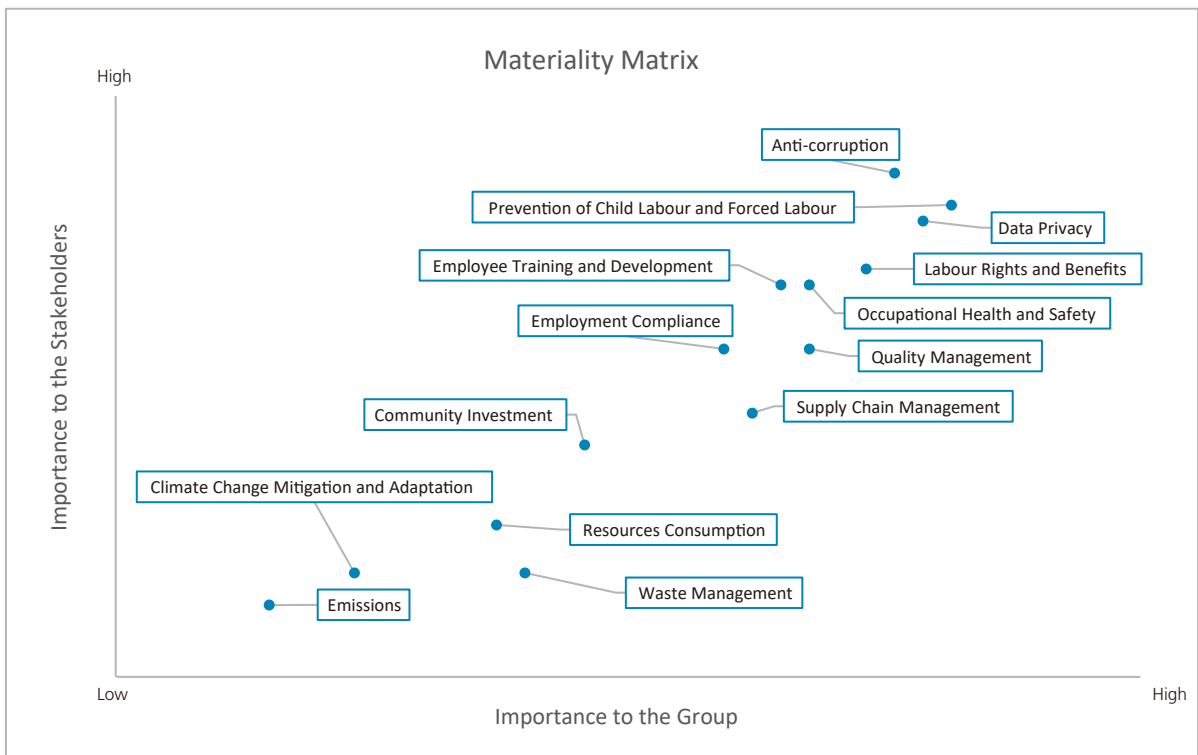 Materiality Matrix
High
Anti-corruption
Prevention of Child Labour and Forced Labour
Data Privacy
Employee Training and Development
Labour Rights and Benefits
Occupational Health and Safety
Employment Compliance
Quality Management
Supply Chain Management
Community Investment
Climate Change Mitigation and Adaptation
Resources Consumption
Waste Management
Emissions
Importance to the Stakeholders
Low
High
Importance to the Group